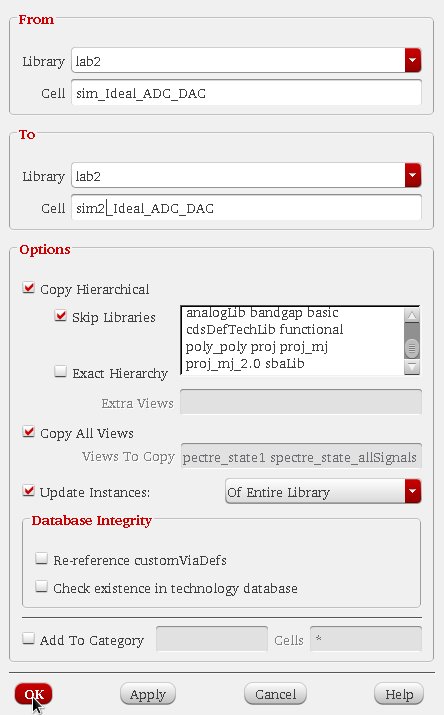 From
Library lab2
Cell sim_Ideal_ADC_DAC
To
Library lab2
Cell sim2_Ideal_ADC_DAC
Options
Copy Hierarchical
Skip Libraries
analogLib bandgap basic
cdsDefTechLib functional
poly_poly proj proj_mj
proj_mj_2.0 sbaLib
Exact Hierarchy
Extra Views
Copy All Views
Views To Copy pectre_state1 spectre_state_allSignals
Update Instances: Of Entire Library
Database Integrity
Re-reference customViaDefs
Check existence in technology database
Add To Category Cells *
OK Apply Cancel Help